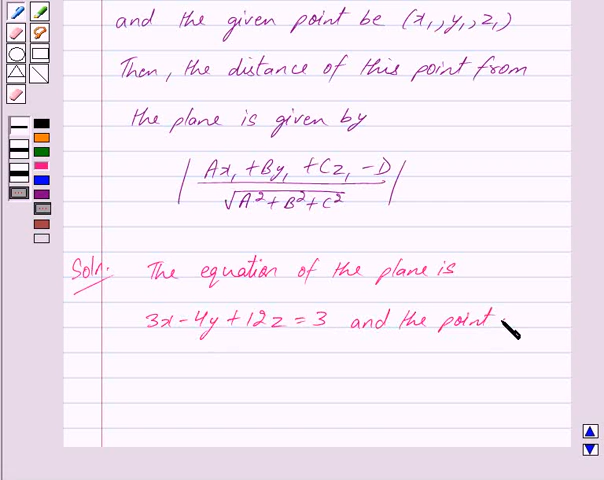 and the given point be (x₁, y₁, z₁)
Then, the distance of this point from
the plane is given by
| Ax₁ + By₁ + Cz₁ - D / √A² + B² + C² |
Soln: The equation of the plane is
3x - 4y + 12z = 3 and the point